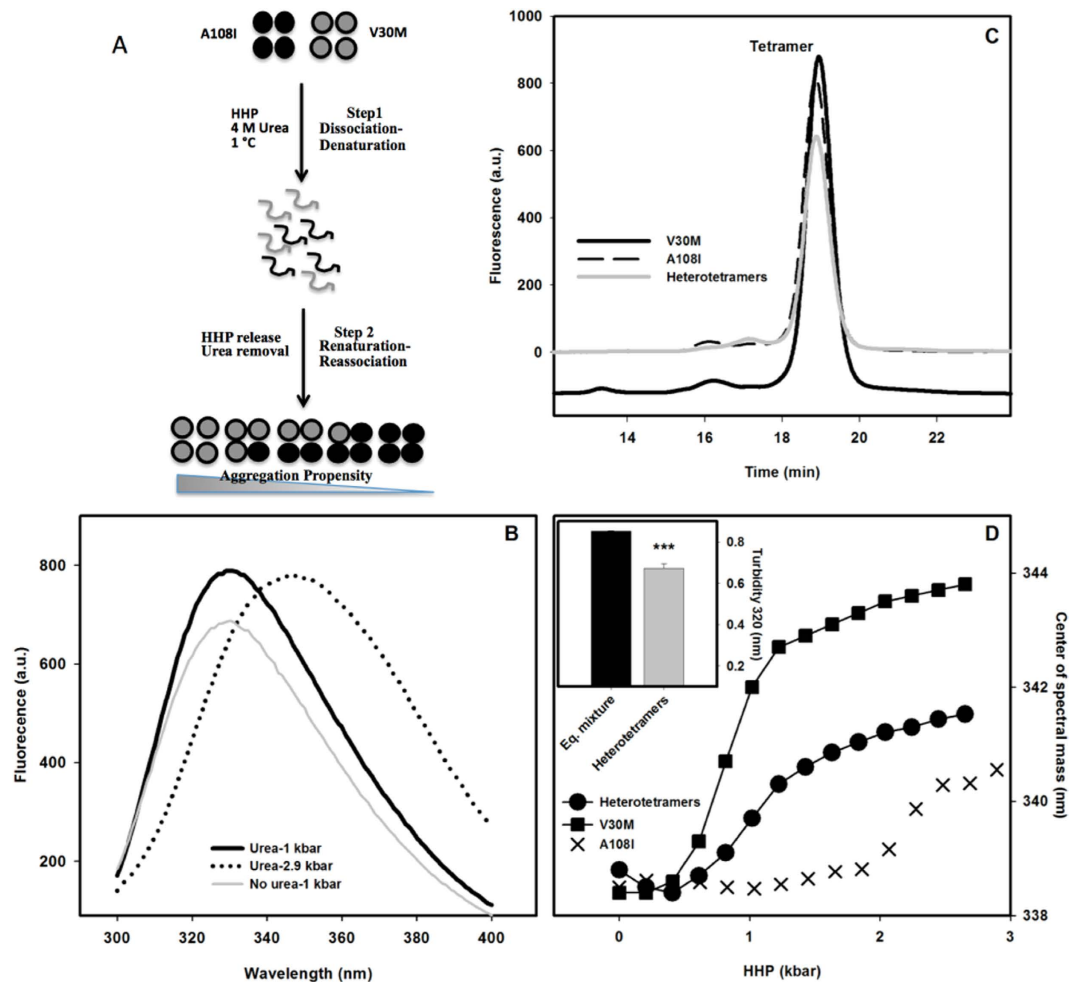 A
A108I
V30M
HHP
4 M Urea
1 °C
Step1
Dissociation-
Denaturation
HHP release
Urea removal
Step 2
Renaturation-
Reassociation
Aggregation Propensity
C
Tetramer
Fluorescence (a.u.)
1000
800
600
400
200
0
V30M
A108I
Heterotetramers
14
16
18
20
22
Time (min)
B
Fluorecence (a.u.)
800
600
400
200
Urea-1 kbar
Urea-2.9 kbar
No urea-1 kbar
300
320
340
360
380
400
Wavelength (nm)
D
***
0.8
0.6
0.4
0.2
Turbidity 320 (nm)
Eq. mixture
Heterotetramers
Heterotetramers
V30M
A108I
344
342
340
338
Center of spectral mass (nm)
0
1
2
3
HHP (kbar)